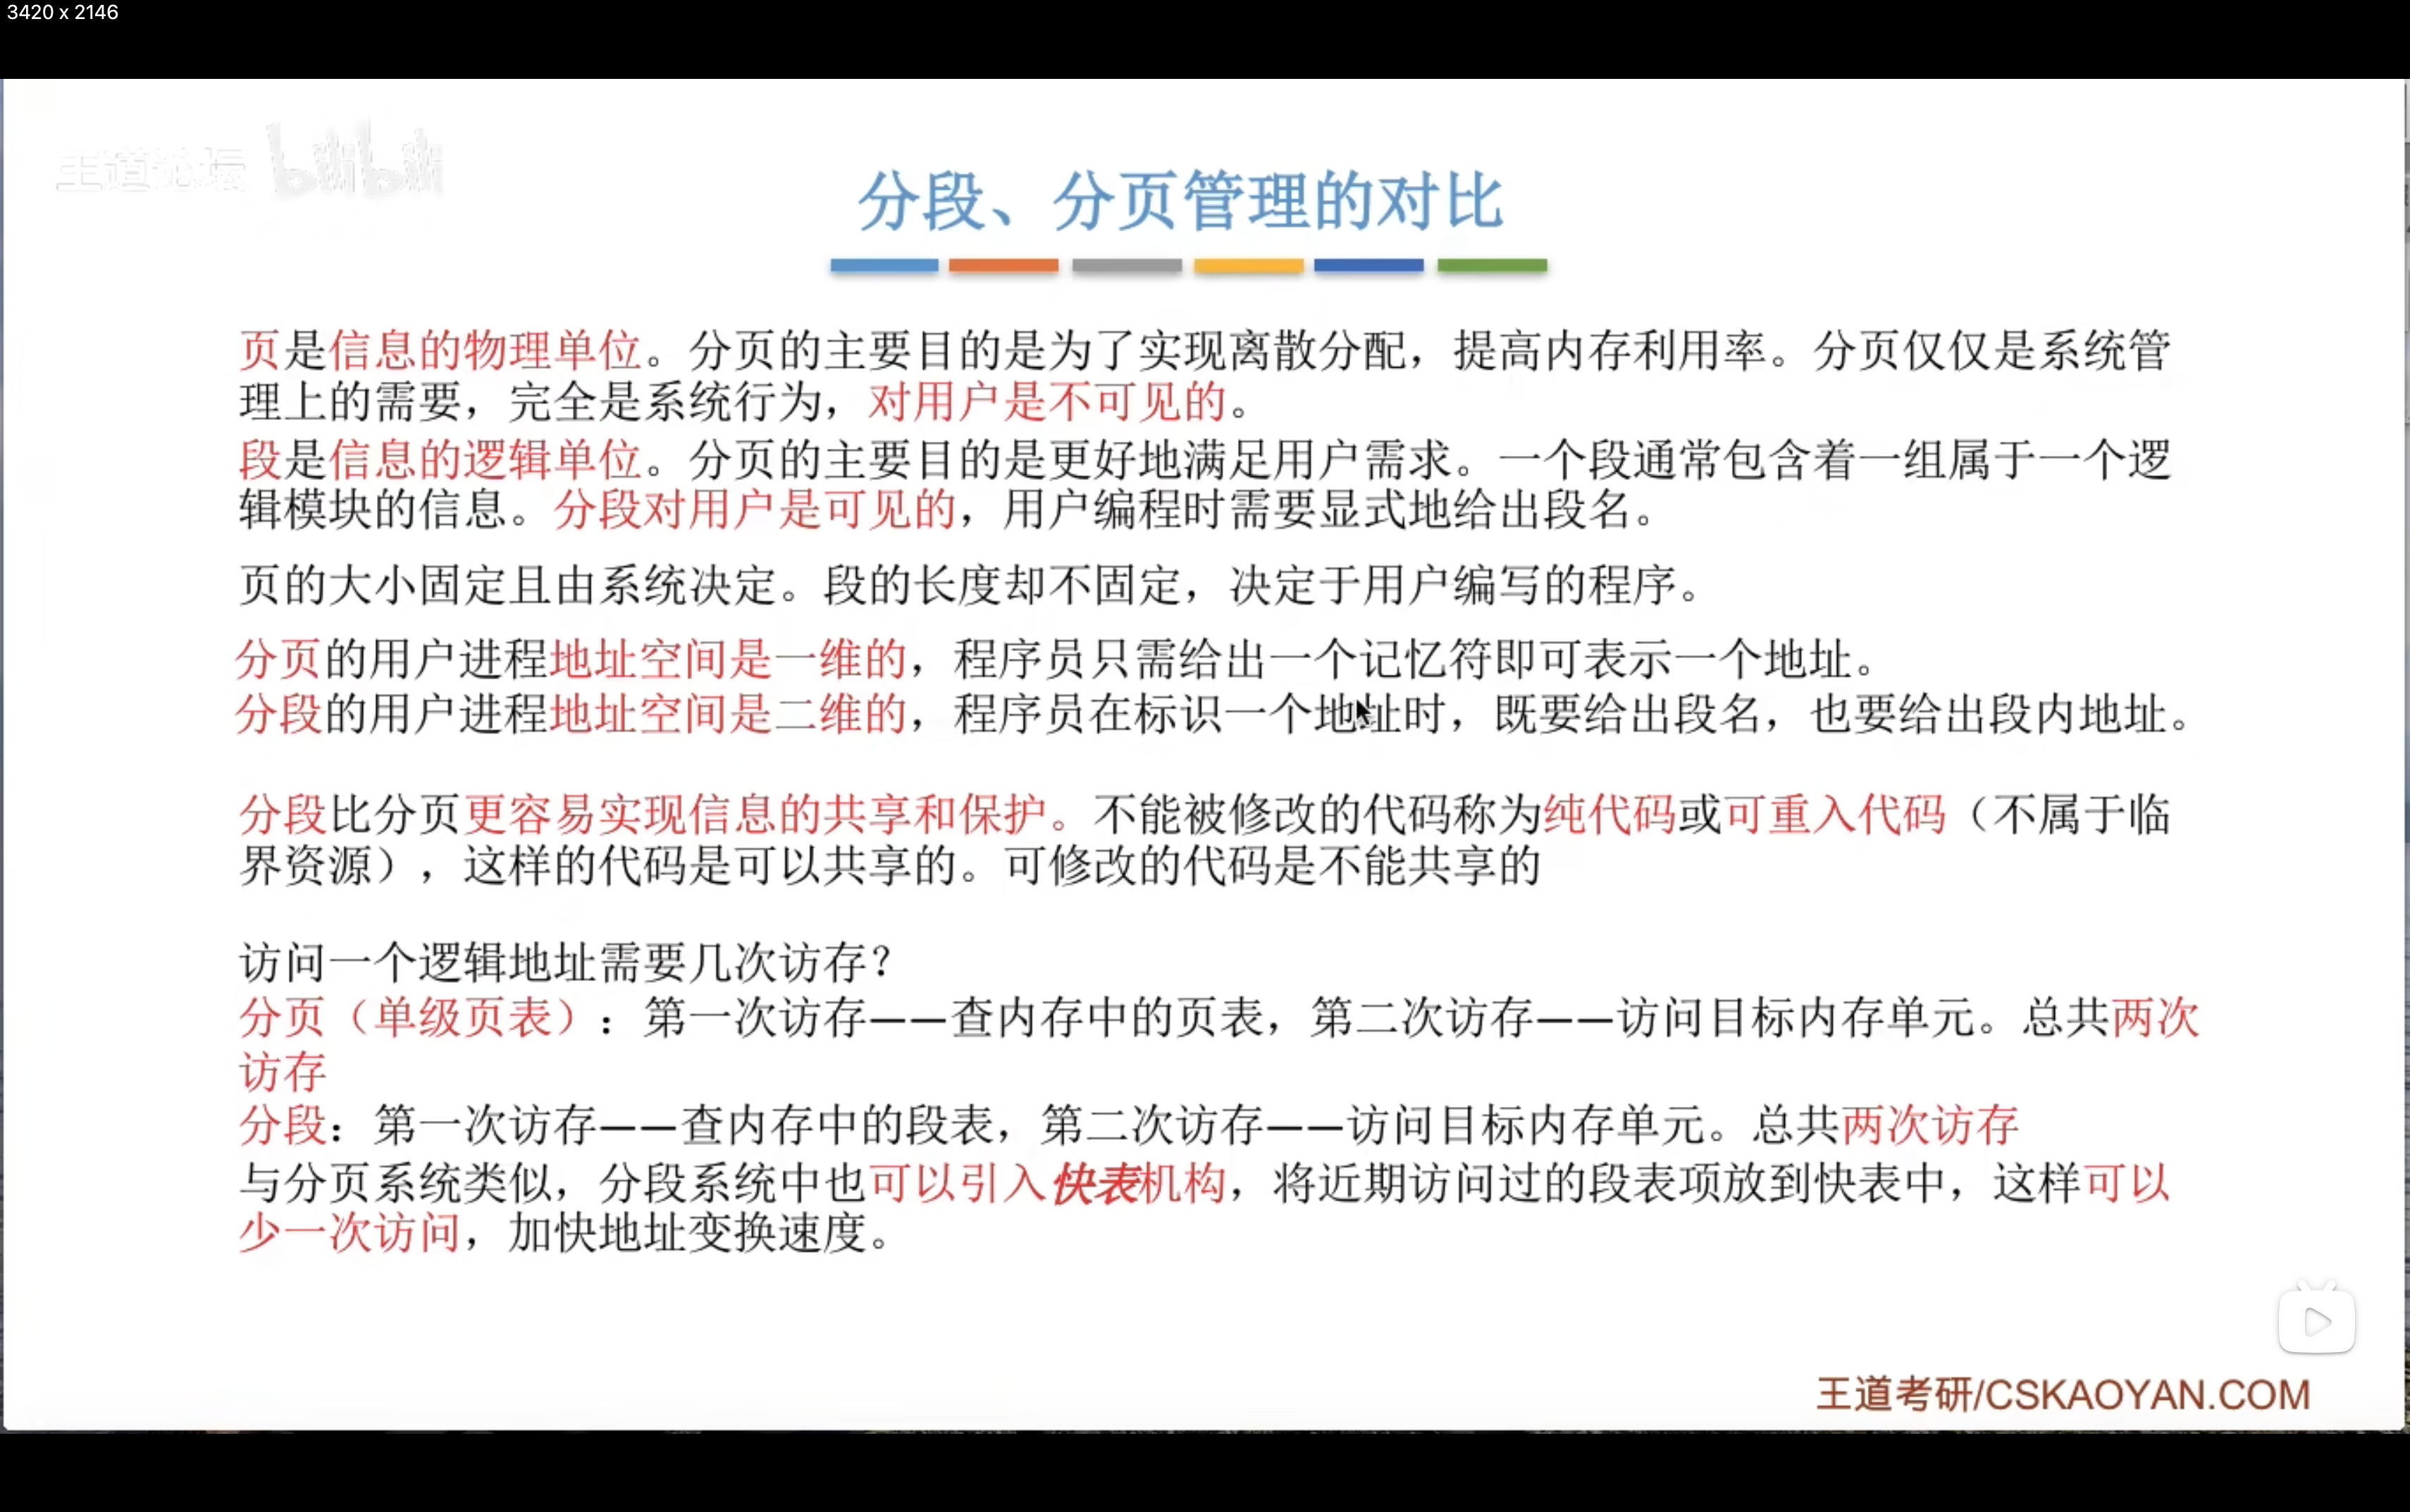 3420 x 2146
王道论坛 bilibili
分段、分页管理的对比
页是信息的物理单位。分页的主要目的是为了实现离散分配，提高内存利用率。分页仅仅是系统管
理上的需要，完全是系统行为，对用户是不可见的。
段是信息的逻辑单位。分页的主要目的是更好地满足用户需求。一个段通常包含着一组属于一个逻
辑模块的信息。分段对用户是可见的，用户编程时需要显式地给出段名。
页的大小固定且由系统决定。段的长度却不固定，决定于用户编写的程序。
分页的用户进程地址空间是一维的，程序员只需给出一个记忆符即可表示一个地址。
分段的用户进程地址空间是二维的，程序员在标识一个地址时，既要给出段名，也要给出段内地址。
分段比分页更容易实现信息的共享和保护。不能被修改的代码称为纯代码或可重入代码（不属于临
界资源），这样的代码是可以共享的。可修改的代码是不能共享的
访问一个逻辑地址需要几次访存？
分页（单级页表）：第一次访存——查内存中的页表，第二次访存——访问目标内存单元。总共两次
访存
分段：第一次访存——查内存中的段表，第二次访存——访问目标内存单元。总共两次访存
与分页系统类似，分段系统中也可以引入快表机构，将近期访问过的段表项放到快表中，这样可以
少一次访问，加快地址变换速度。
王道考研/CSKAOYAN.COM